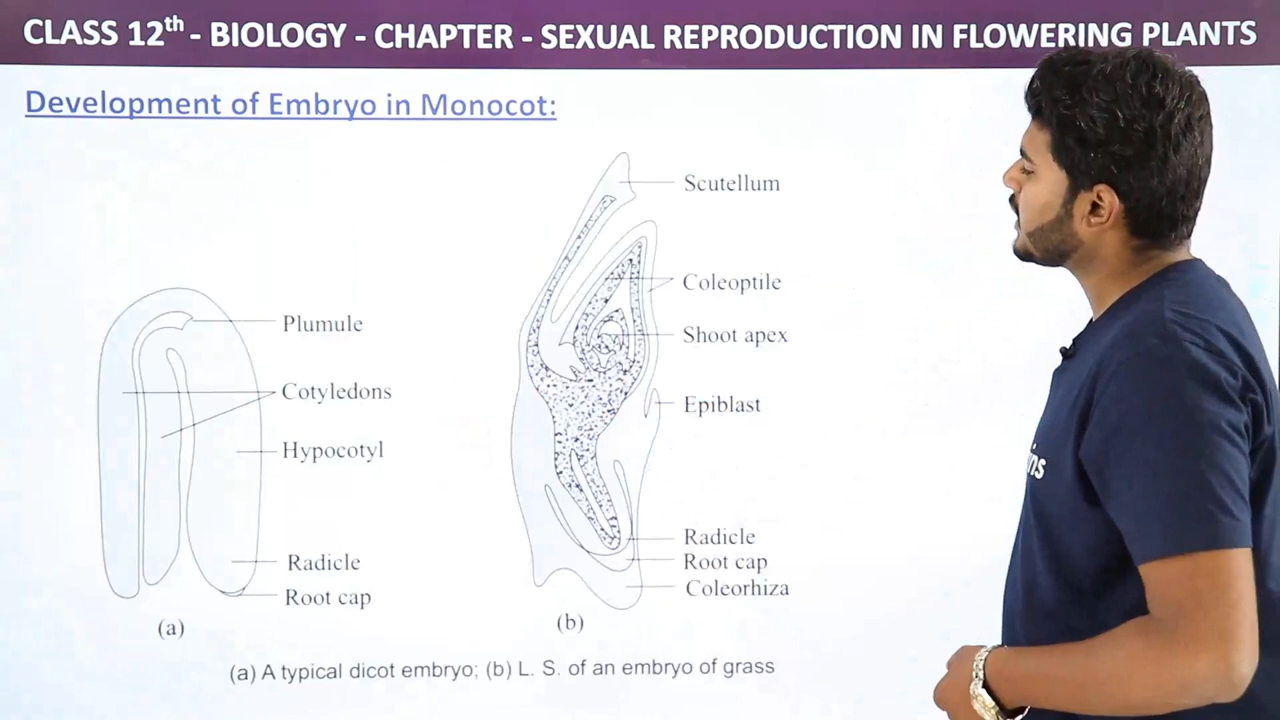 CLASS 12th - BIOLOGY - CHAPTER - SEXUAL REPRODUCTION IN FLOWERING PLANTS
Development of Embryo in Monocot:
Plumule
Cotyledons
Hypocotyl
Radicle
Root cap
(a)
Scutellum
Coleoptile
Shoot apex
Epiblast
Radicle
Root cap
Coleorhiza
(b)
(a) A typical dicot embryo; (b) L. S. of an embryo of grass